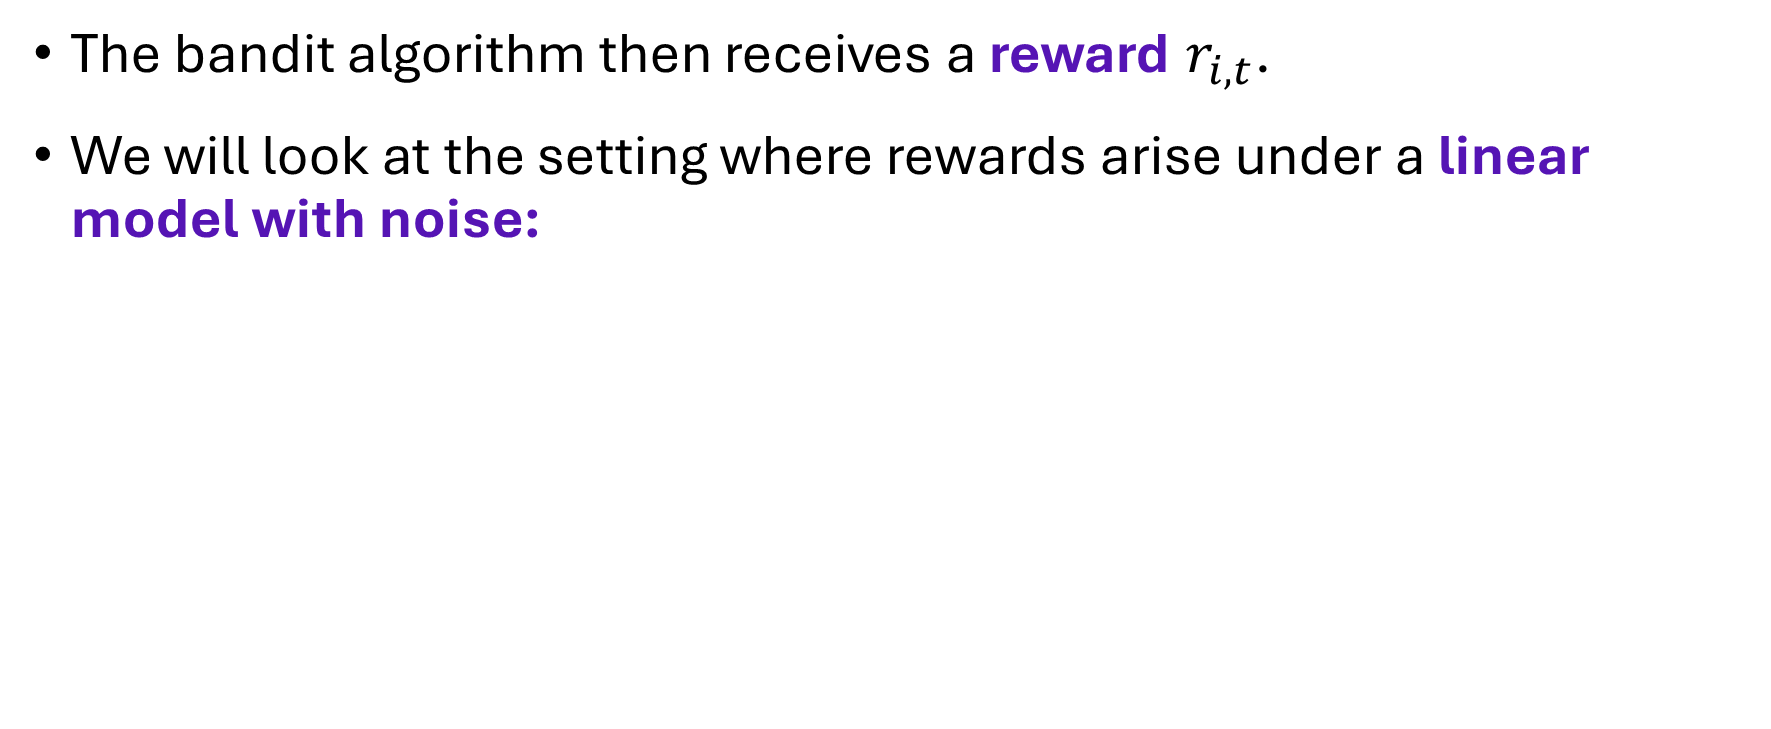 • The bandit algorithm then receives a reward $r_{i,t}$.
• We will look at the setting where rewards arise under a linear
model with noise: